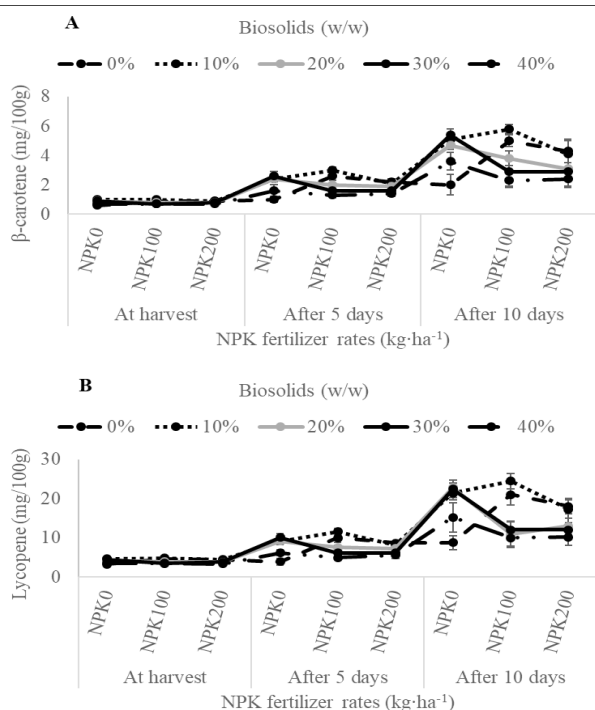 A
Biosolids (w/w)
0% 10% 20% 30% 40%
β-carotene (mg/100g)
8
6
4
2
0
NPK0 NPK100 NPK200 NPK0 NPK100 NPK200 NPK0 NPK100 NPK200
At harvest After 5 days After 10 days
NPK fertilizer rates (kg·ha⁻¹)
B
Biosolids (w/w)
0% 10% 20% 30% 40%
Lycopene (mg/100g)
30
20
10
0
NPK0 NPK100 NPK200 NPK0 NPK100 NPK200 NPK0 NPK100 NPK200
At harvest After 5 days After 10 days
NPK fertilizer rates (kg·ha⁻¹)